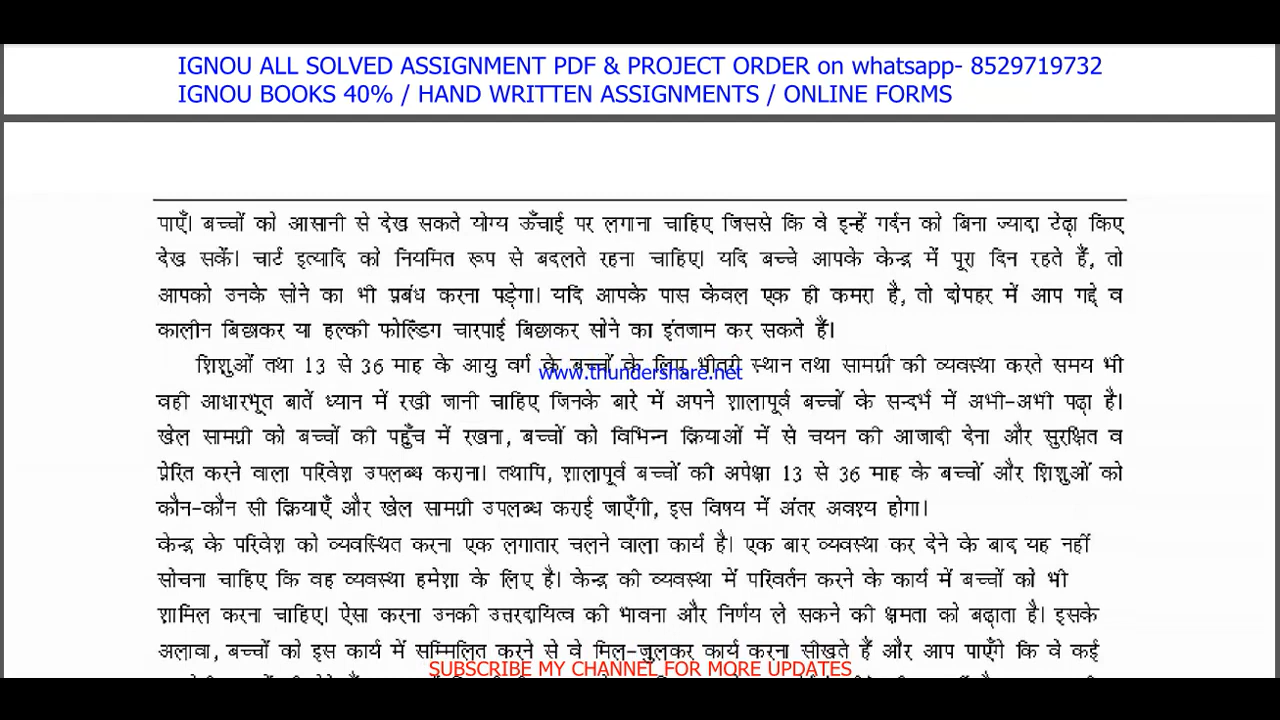 IGNOU ALL SOLVED ASSIGNMENT PDF & PROJECT ORDER on whatsapp- 8529719732
IGNOU BOOKS 40% / HAND WRITTEN ASSIGNMENTS / ONLINE FORMS
पाएँ। बच्चों को आसानी से देख सकते योग्य ऊँचाई पर लगाना चाहिए जिससे कि वे इन्हें गर्दन को बिना ज्यादा टेढ़ा किए
देख सकें। चार्ट इत्यादि को नियमित रूप से बदलते रहना चाहिए। यदि बच्चे आपके केन्द्र में पूरा दिन रहते हैं, तो
आपको उनके सोने का भी प्रबंध करना पड़ेगा। यदि आपके पास केवल एक ही कमरा है, तो दोपहर में आप गद्दे व
कालीन बिछाकर या हल्की फोल्डिंग चारपाई बिछाकर सोने का इंतजाम कर सकते हैं।
शिशुओं तथा 13 से 36 माह के आयु वर्ग के बच्चों के लिए भीतरी स्थान तथा सामग्री की व्यवस्था करते समय भी
www.thundershare.net
वही आधारभूत बातें ध्यान में रखी जानी चाहिए जिनके बारे में अपने शालापूर्व बच्चों के सन्दर्भ में अभी-अभी पढ़ा है।
खेल सामग्री को बच्चों की पहुँच में रखना, बच्चों को विभिन्न क्रियाओं में से चयन की आजादी देना और सुरक्षित व
प्रेरित करने वाला परिवेश उपलब्ध कराना। तथापि, शालापूर्व बच्चों की अपेक्षा 13 से 36 माह के बच्चों और शिशुओं को
कौन-कौन सी क्रियाएँ और खेल सामग्री उपलब्ध कराई जाएँगी, इस विषय में अंतर अवश्य होगा।
केन्द्र के परिवेश को व्यवस्थित करना एक लगातार चलने वाला कार्य है। एक बार व्यवस्था कर देने के बाद यह नहीं
सोचना चाहिए कि वह व्यवस्था हमेशा के लिए है। केन्द्र की व्यवस्था में परिवर्तन करने के कार्य में बच्चों को भी
शामिल करना चाहिए। ऐसा करना उनकी उत्तरदायित्व की भावना और निर्णय ले सकने की क्षमता को बढ़ाता है। इसके
अलावा, बच्चों को इस कार्य में सम्मिलित करने से वे मिल-जुलकर कार्य करना सीखते हैं और आप पाएँगे कि वे कई
SUBSCRIBE MY CHANNEL FOR MORE UPDATES